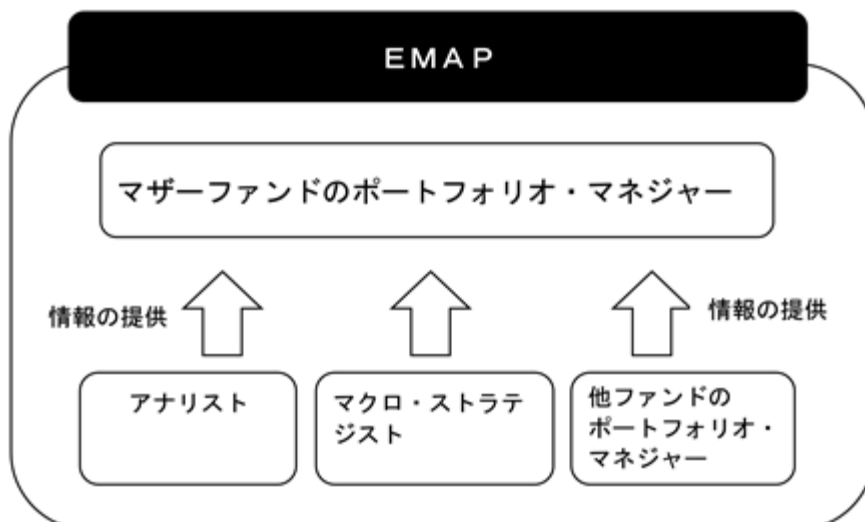 ＥＭＡＰ
マザーファンドのポートフォリオ・マネジャー
情報の提供
情報の提供
アナリスト
マクロ・ストラテ
ジスト
他ファンドの
ポートフォリオ・
マネジャー